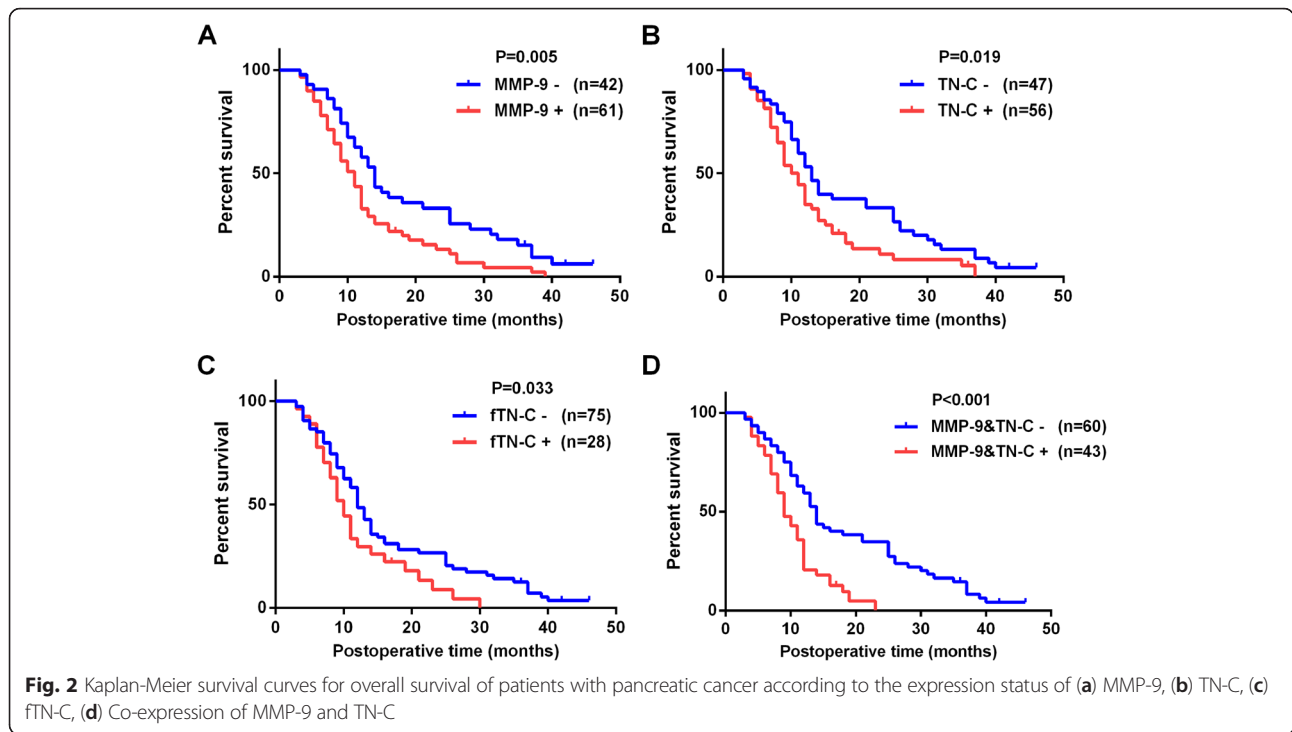 A
P=0.005
MMP-9 - (n=42)
MMP-9 + (n=61)
Percent survival
100
50
0
0 10 20 30 40 50
Postoperative time (months)
B
P=0.019
TN-C - (n=47)
TN-C + (n=56)
Percent survival
100
50
0
0 10 20 30 40 50
Postoperative time (months)
C
P=0.033
fTN-C - (n=75)
fTN-C + (n=28)
Percent survival
100
50
0
0 10 20 30 40 50
Postoperative time (months)
D
P<0.001
MMP-9&TN-C - (n=60)
MMP-9&TN-C + (n=43)
Percent survival
100
50
0
0 10 20 30 40 50
Postoperative time (months)
Fig. 2 Kaplan-Meier survival curves for overall survival of patients with pancreatic cancer according to the expression status of (a) MMP-9, (b) TN-C, (c)
fTN-C, (d) Co-expression of MMP-9 and TN-C